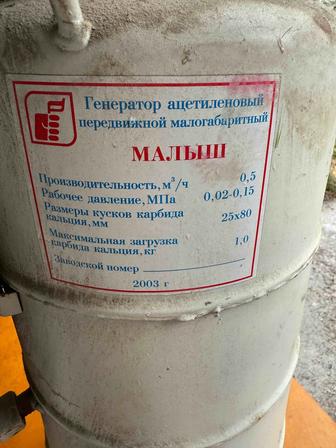 Генератор ацетиленовый
передвижной малогабаритный
МАЛЫШ
Производительность, м³/ч 0,5
Рабочее давление, МПа 0,02-0,15
Размеры кусков карбида
кальция, мм 25х80
Максимальная загрузка
карбида кальция, кг 1,0
Заводской номер
2003 г